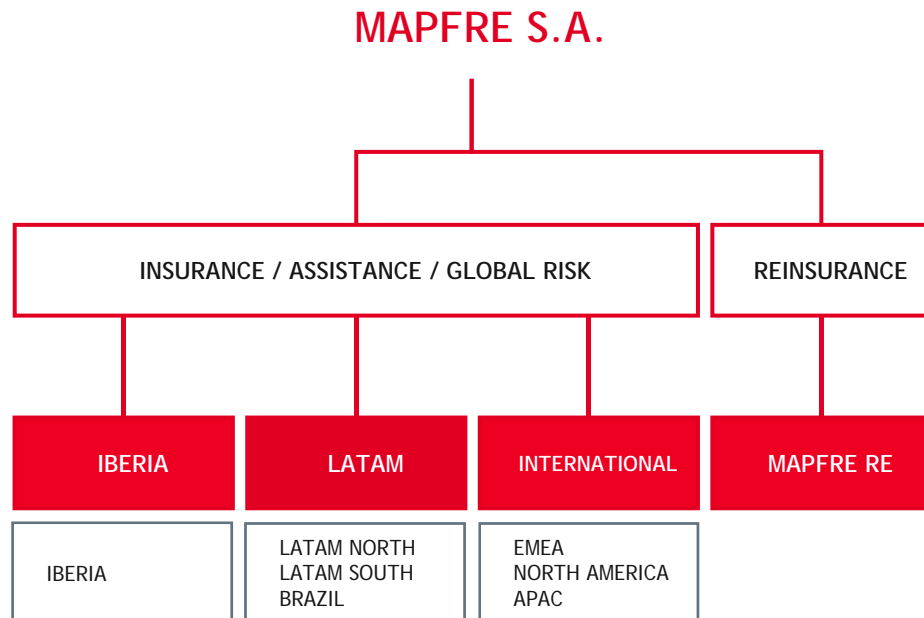 MAPFRE S.A.
INSURANCE / ASSISTANCE / GLOBAL RISK
REINSURANCE
IBERIA
LATAM
INTERNATIONAL
MAPFRE RE
IBERIA
LATAM NORTH
LATAM SOUTH
BRAZIL
EMEA
NORTH AMERICA
APAC